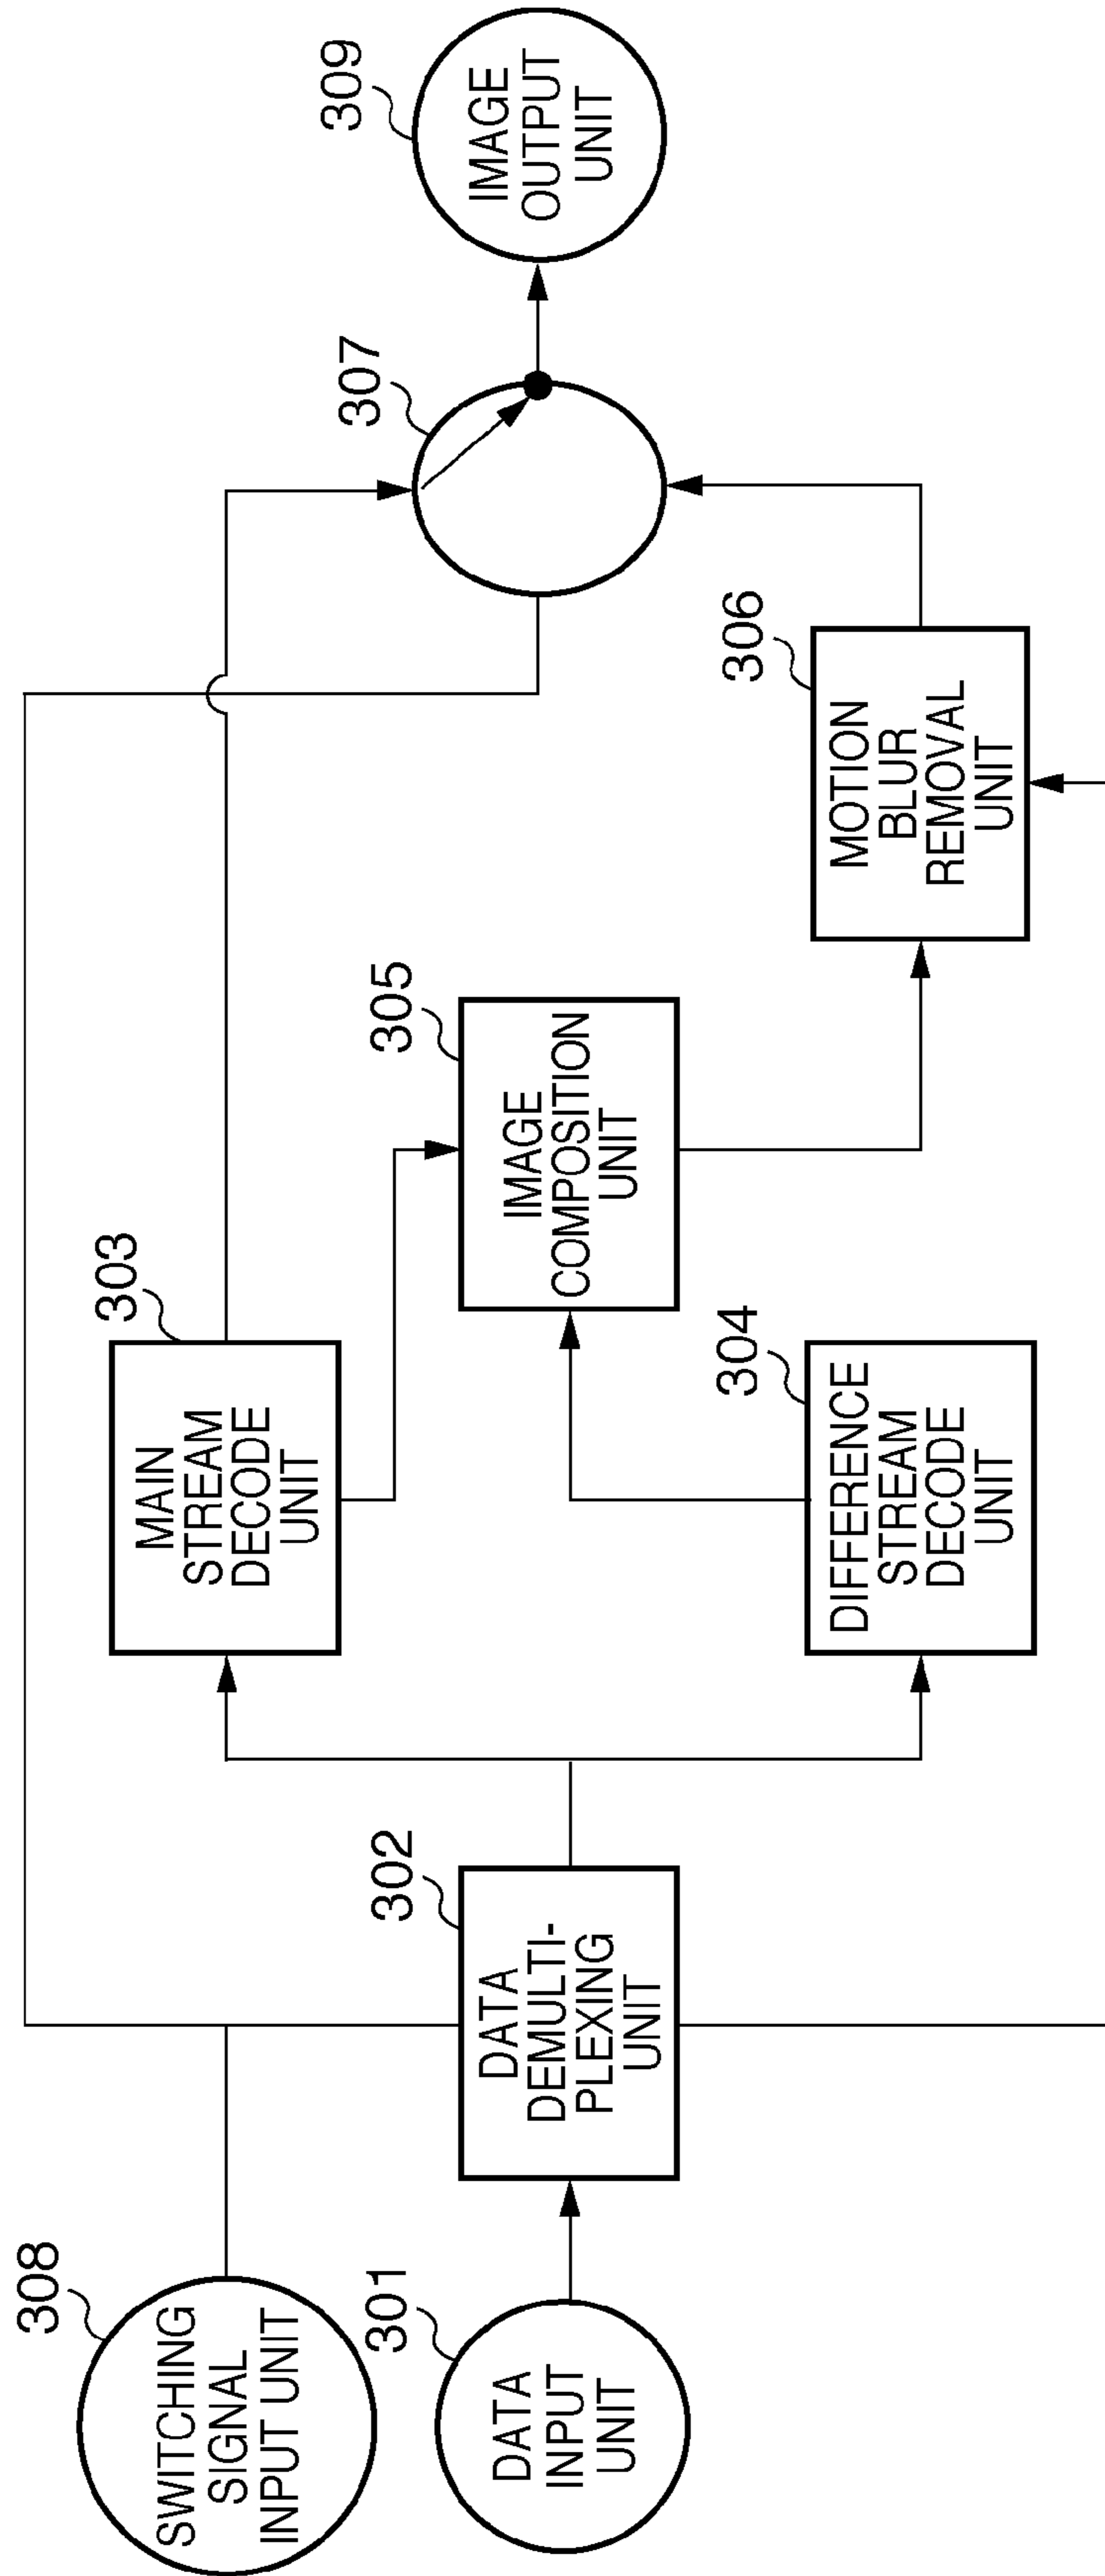 308
SWITCHING
SIGNAL
INPUT UNIT
301
DATA
INPUT
UNIT
302
DATA
DEMULTI-
PLEXING
UNIT
303
MAIN
STREAM
DECODE
UNIT
304
DIFFERENCE
STREAM
DECODE
UNIT
305
IMAGE
COMPOSITION
UNIT
306
MOTION
BLUR
REMOVAL
UNIT
307
309
IMAGE
OUTPUT
UNIT